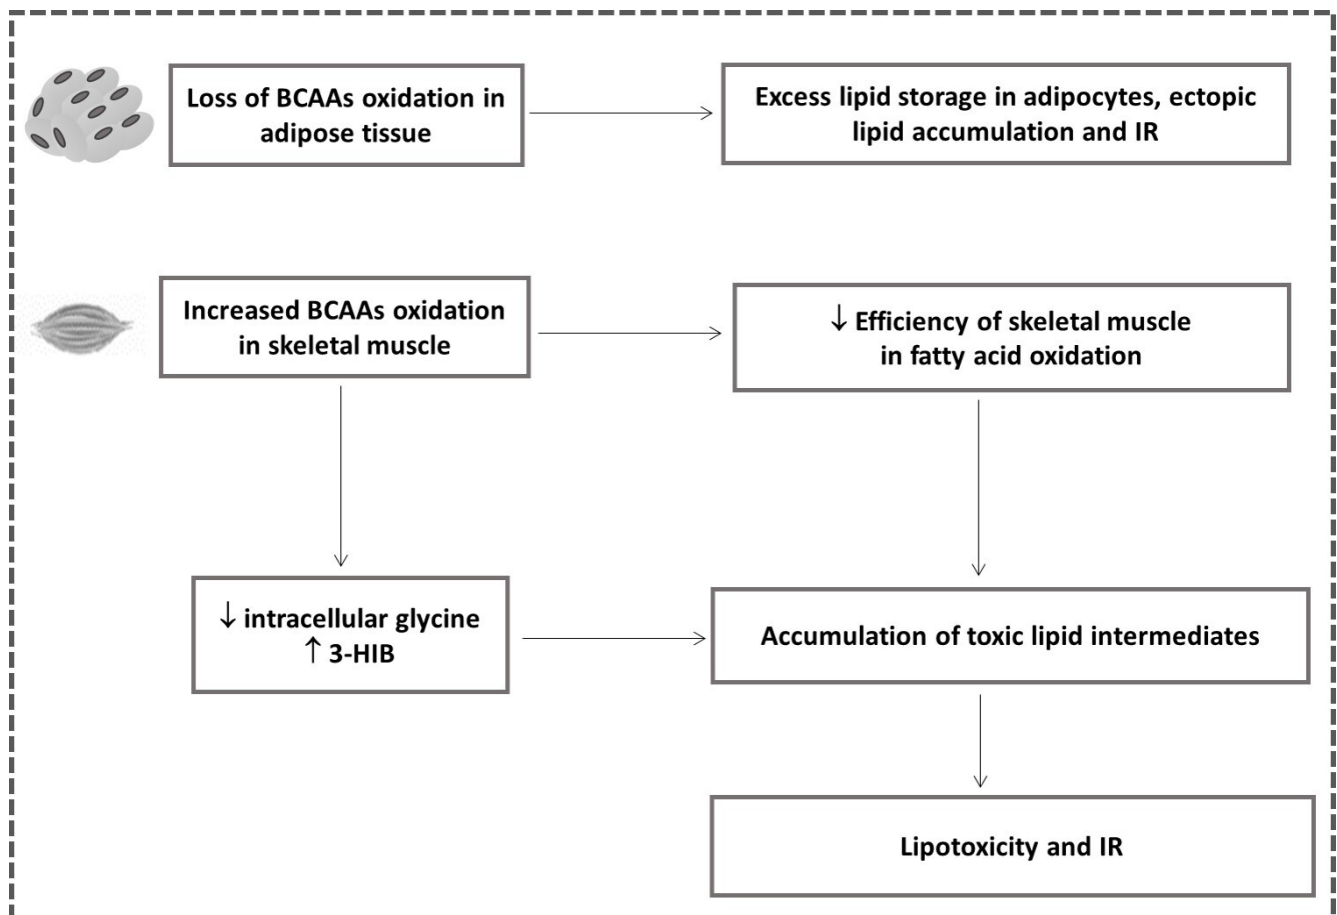 Loss of BCAAs oxidation in
adipose tissue
Excess lipid storage in adipocytes, ectopic
lipid accumulation and IR
Increased BCAAs oxidation
in skeletal muscle
↓ Efficiency of skeletal muscle
in fatty acid oxidation
↓ intracellular glycine
↑ 3-HIB
Accumulation of toxic lipid intermediates
Lipotoxicity and IR